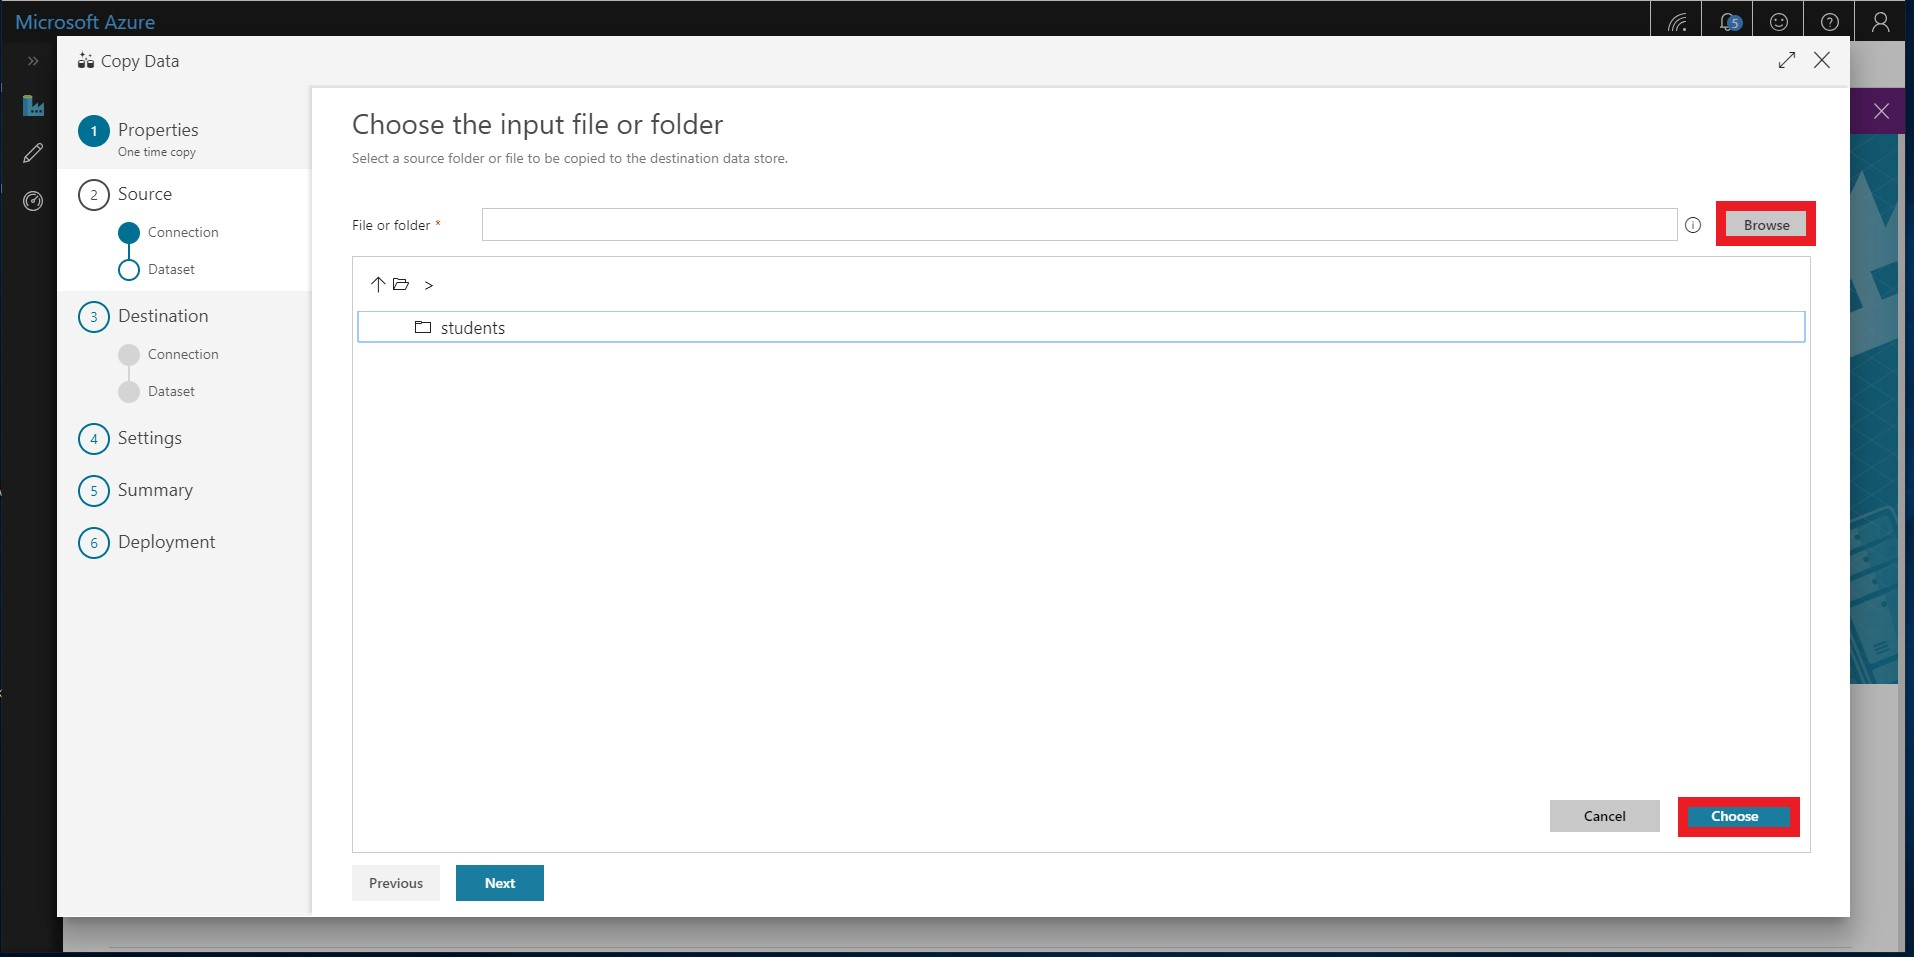 Microsoft Azure
5
Copy Data
1 Properties
One time copy
2 Source
Connection
Dataset
3 Destination
Connection
Dataset
4 Settings
5 Summary
6 Deployment
Choose the input file or folder
Select a source folder or file to be copied to the destination data store.
File or folder *
Browse
>
students
Cancel
Choose
Previous
Next